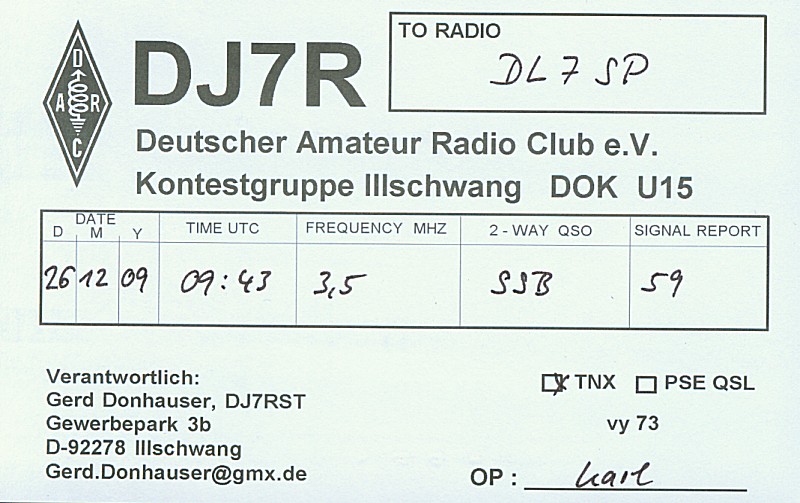 D
A R
C
DJ7R
TO RADIO
DL7SP
Deutscher Amateur Radio Club e.V.
Kontestgruppe Illschwang DOK U15
DATE
D M Y TIME UTC FREQUENCY MHZ 2 - WAY QSO SIGNAL REPORT
26 12 09 09:43 3,5 SSB 59
Verantwortlich:
Gerd Donhauser, DJ7RST
Gewerbepark 3b
D-92278 Illschwang
Gerd.Donhauser@gmx.de
TNX PSE QSL
vy 73
OP : Karl